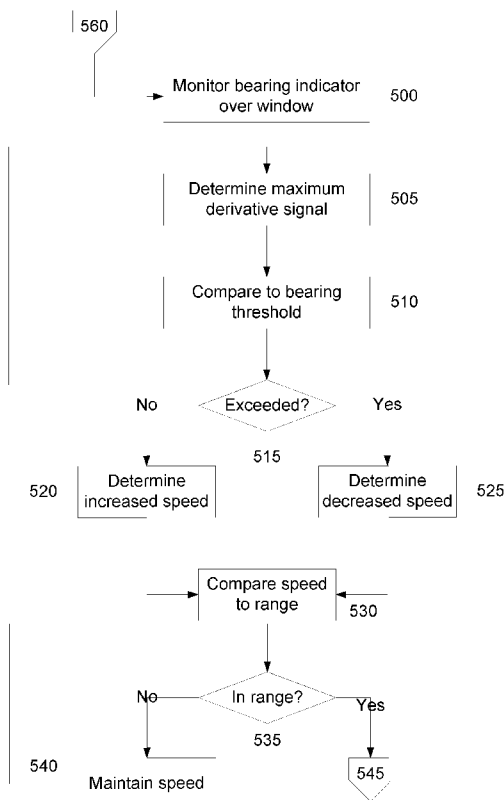 560
Monitor bearing indicator
over window
500
Determine maximum
derivative signal
505
Compare to bearing
threshold
510
No
Exceeded?
Yes
515
520
Determine
increased speed
Determine
decreased speed
525
Compare speed
to range
530
No
In range?
Yes
535
540
Maintain speed
545